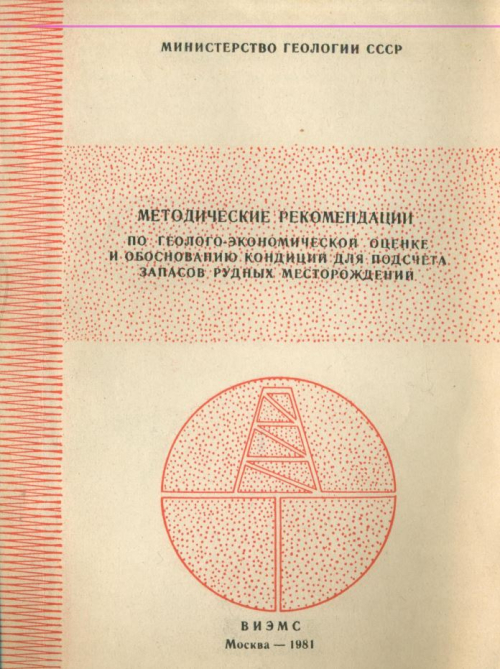 МИНИСТЕРСТВО ГЕОЛОГИИ СССР
МЕТОДИЧЕСКИЕ РЕКОМЕНДАЦИИ
ПО ГЕОЛОГО-ЭКОНОМИЧЕСКОЙ ОЦЕНКЕ
И ОБОСНОВАНИЮ КОНДИЦИЙ ДЛЯ ПОДСЧЕТА
ЗАПАСОВ РУДНЫХ МЕСТОРОЖДЕНИЙ
ВИЭМС
Москва — 1981